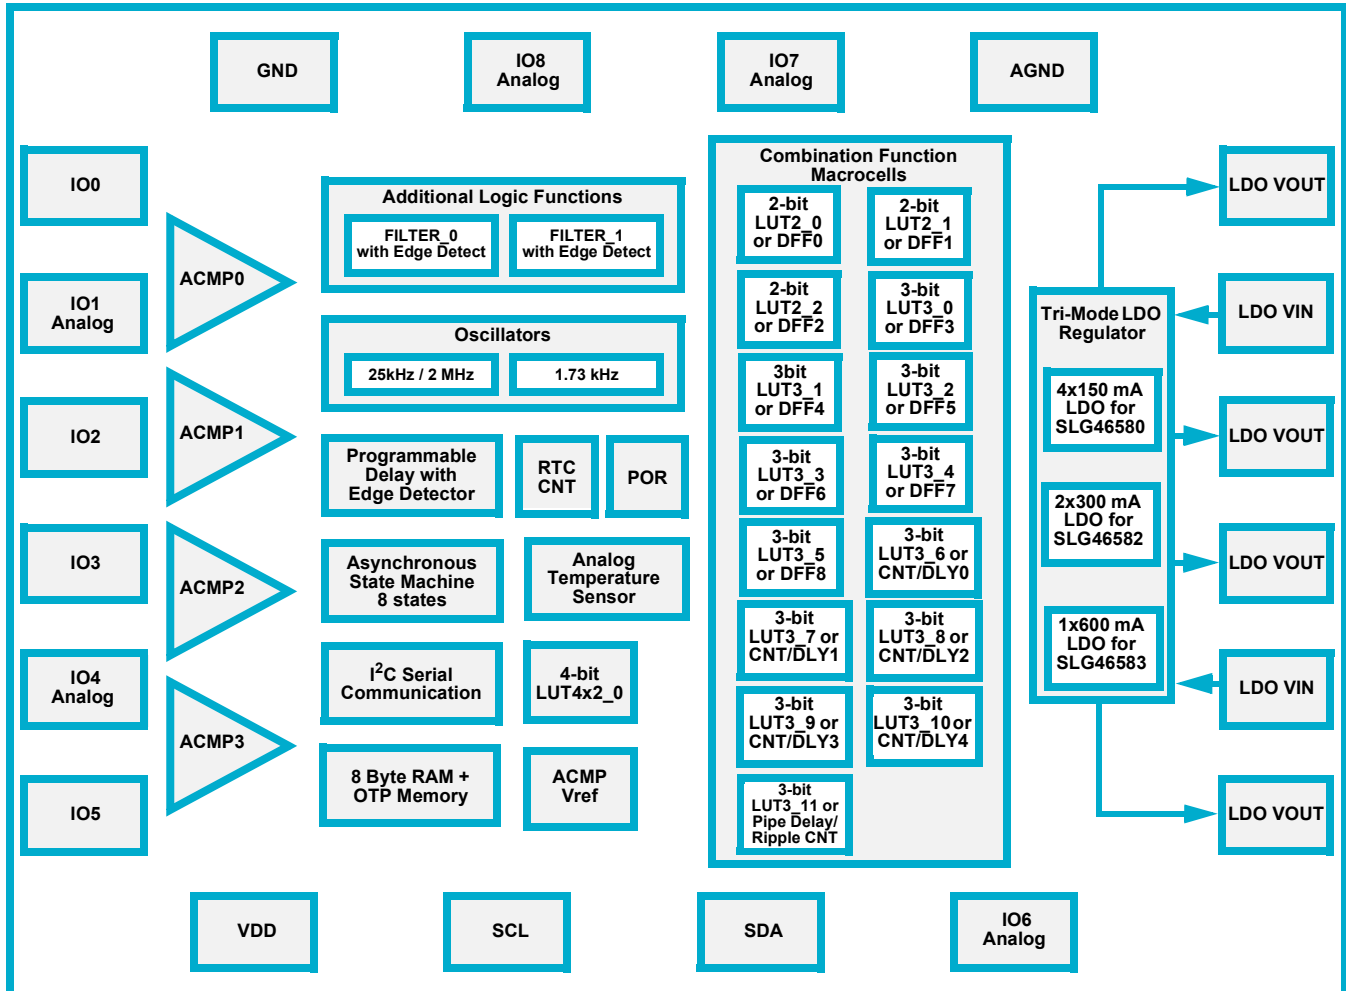 GND
IO8
Analog
IO7
Analog
AGND
IO0
IO1
Analog
IO2
IO3
IO4
Analog
IO5
ACMP0
ACMP1
ACMP2
ACMP3
Additional Logic Functions
FILTER_0
with Edge Detect
FILTER_1
with Edge Detect
Oscillators
25kHz / 2 MHz
1.73 kHz
Programmable
Delay with
Edge Detector
RTC
CNT
POR
Asynchronous
State Machine
8 states
Analog
Temperature
Sensor
I2C Serial
Communication
4-bit
LUT4x2_0
8 Byte RAM +
OTP Memory
ACMP
Vref
Combination Function
Macrocells
2-bit
LUT2_0
or DFF0
2-bit
LUT2_1
or DFF1
2-bit
LUT2_2
or DFF2
3-bit
LUT3_0
or DFF3
3bit
LUT3_1
or DFF4
3-bit
LUT3_2
or DFF5
3-bit
LUT3_3
or DFF6
3-bit
LUT3_4
or DFF7
3-bit
LUT3_5
or DFF8
3-bit
LUT3_6 or
CNT/DLY0
3-bit
LUT3_7 or
CNT/DLY1
3-bit
LUT3_8 or
CNT/DLY2
3-bit
LUT3_9 or
CNT/DLY3
3-bit
LUT3_10 or
CNT/DLY4
3-bit
LUT3_11 or
Pipe Delay/
Ripple CNT
Tri-Mode LDO
Regulator
4x150 mA
LDO for
SLG46580
2x300 mA
LDO for
SLG46582
1x600 mA
LDO for
SLG46583
LDO VOUT
LDO VIN
LDO VOUT
LDO VOUT
LDO VIN
LDO VOUT
VDD
SCL
SDA
IO6
Analog